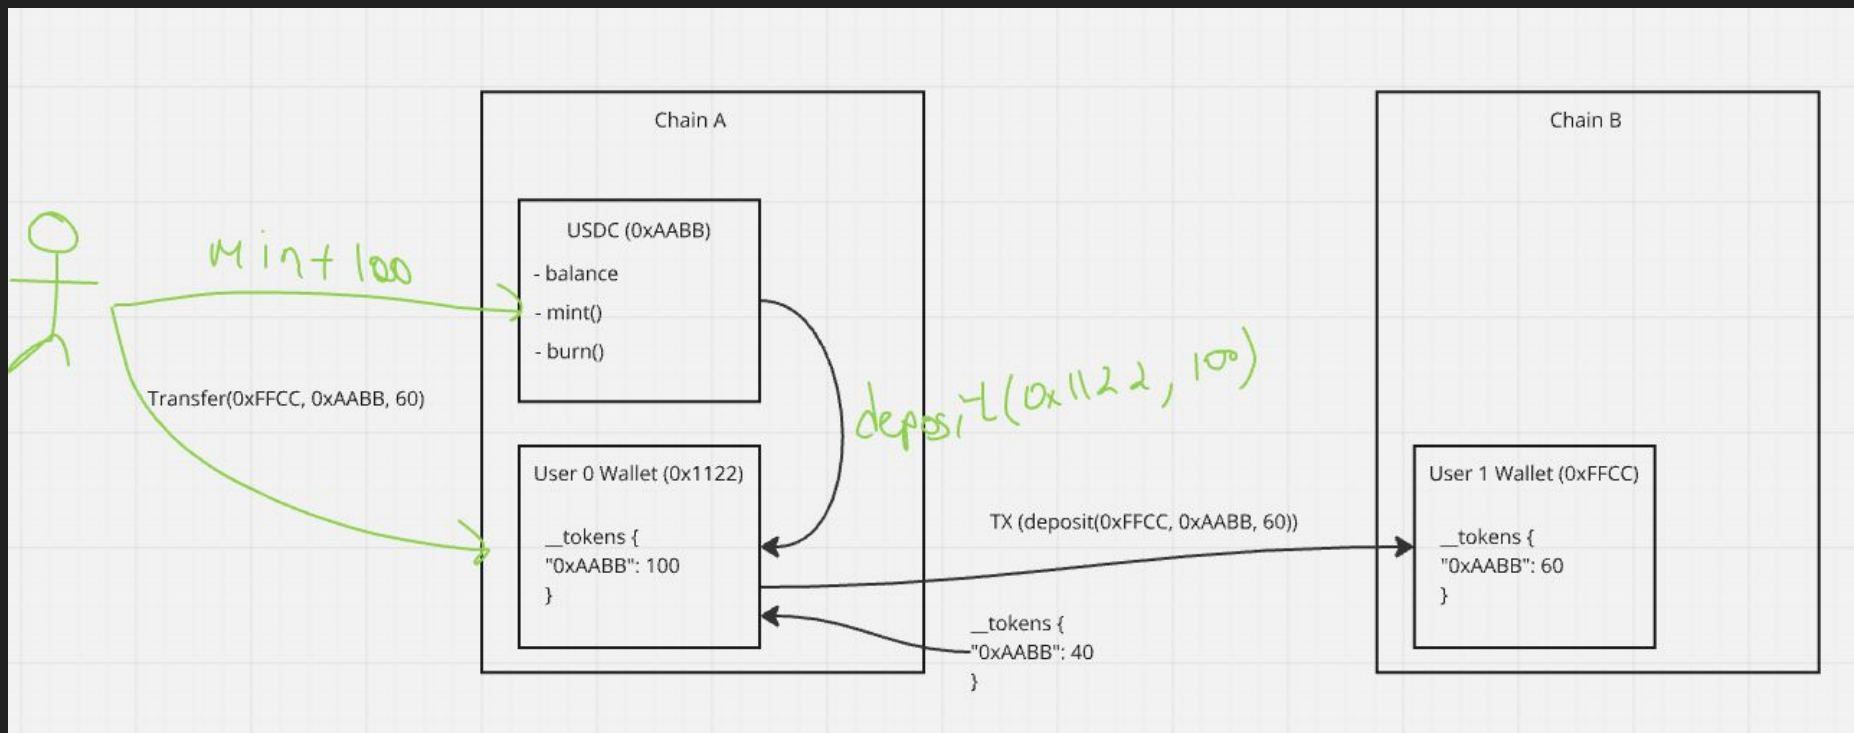 Chain A
Chain B
USDC (0xAABB)
- balance
- mint()
- burn()
Mint 100
Transfer(0xFFCC, 0xAABB, 60)
deposit(0x1122, 100)
User 0 Wallet (0x1122)
__tokens {
"0xAABB": 100
}
TX (deposit(0xFFCC, 0xAABB, 60))
__tokens {
"0xAABB": 40
}
User 1 Wallet (0xFFCC)
__tokens {
"0xAABB": 60
}